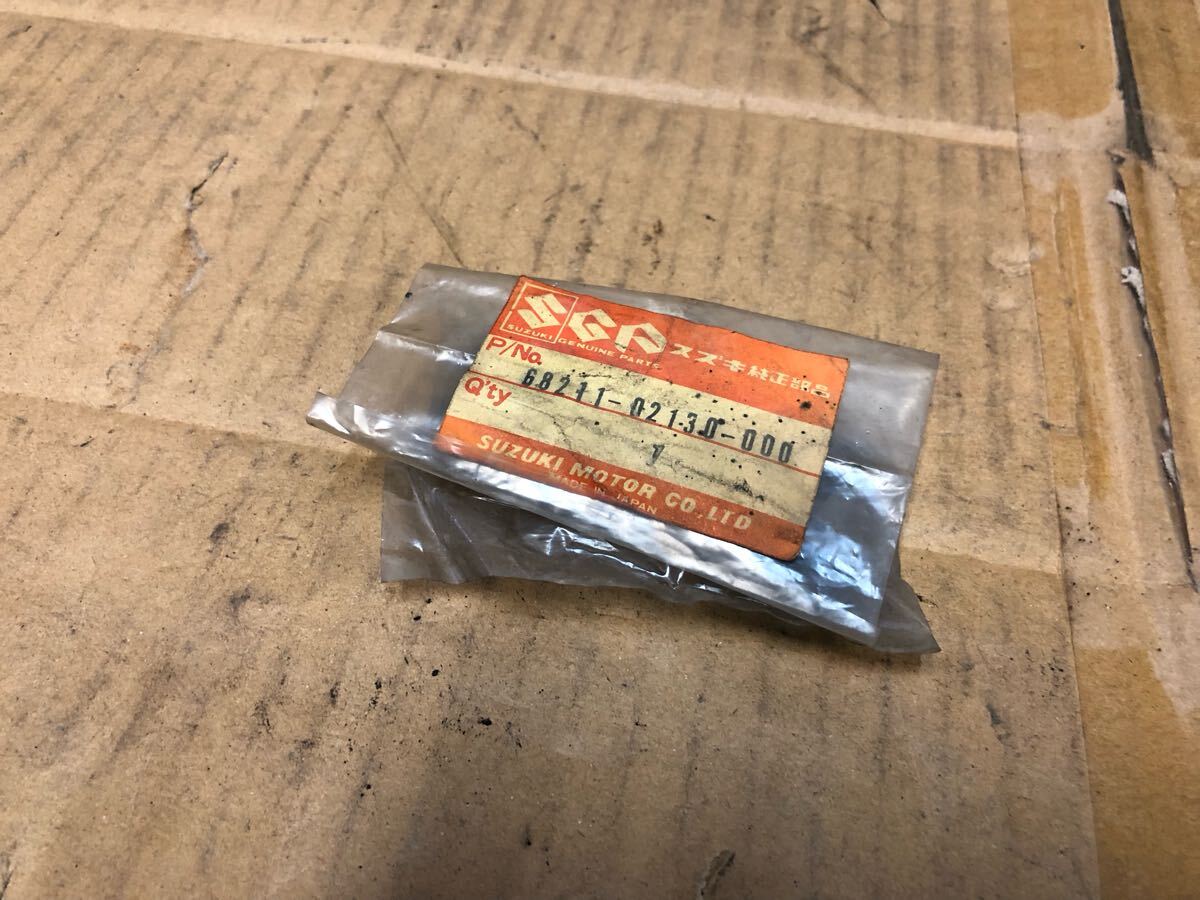 SGP スズキ純正部品
SUZUKI GENUINE PARTS
P/No. 68211-02130-000
Q'ty 1
SUZUKI MOTOR CO.,LTD
MADE IN JAPAN